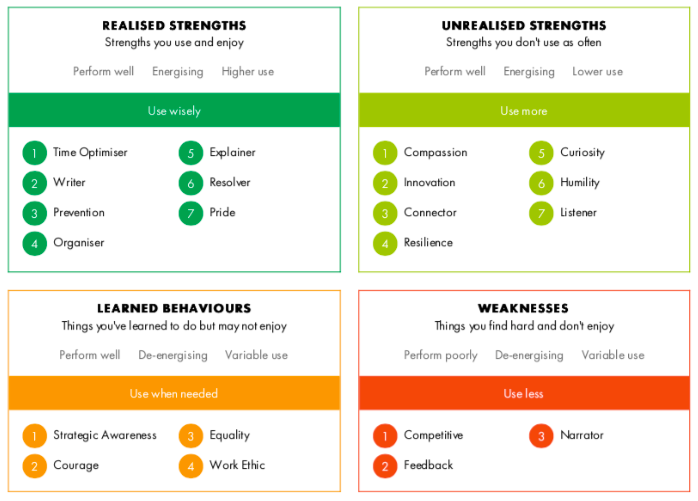 REALISED STRENGTHS
Strengths you use and enjoy
Perform well Energising Higher use
Use wisely
1 Time Optimiser
2 Writer
3 Prevention
4 Organiser
5 Explainer
6 Resolver
7 Pride
UNREALISED STRENGTHS
Strengths you don't use as often
Perform well Energising Lower use
Use more
1 Compassion
2 Innovation
3 Connector
4 Resilience
5 Curiosity
6 Humility
7 Listener
LEARNED BEHAVIOURS
Things you've learned to do but may not enjoy
Perform well De-energising Variable use
Use when needed
1 Strategic Awareness
2 Courage
3 Equality
4 Work Ethic
WEAKNESSES
Things you find hard and don't enjoy
Perform poorly De-energising Variable use
Use less
1 Competitive
2 Feedback
3 Narrator